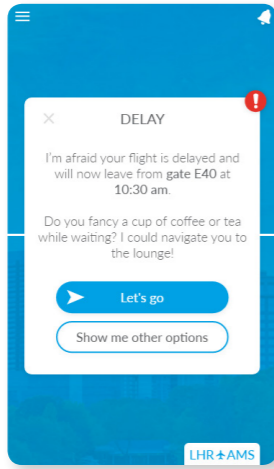 DELAY
I'm afraid your flight is delayed and
will now leave from gate E40 at
10:30 am.
Do you fancy a cup of coffee or tea
while waiting? I could navigate you to
the lounge!
Let's go
Show me other options
LHR AMS